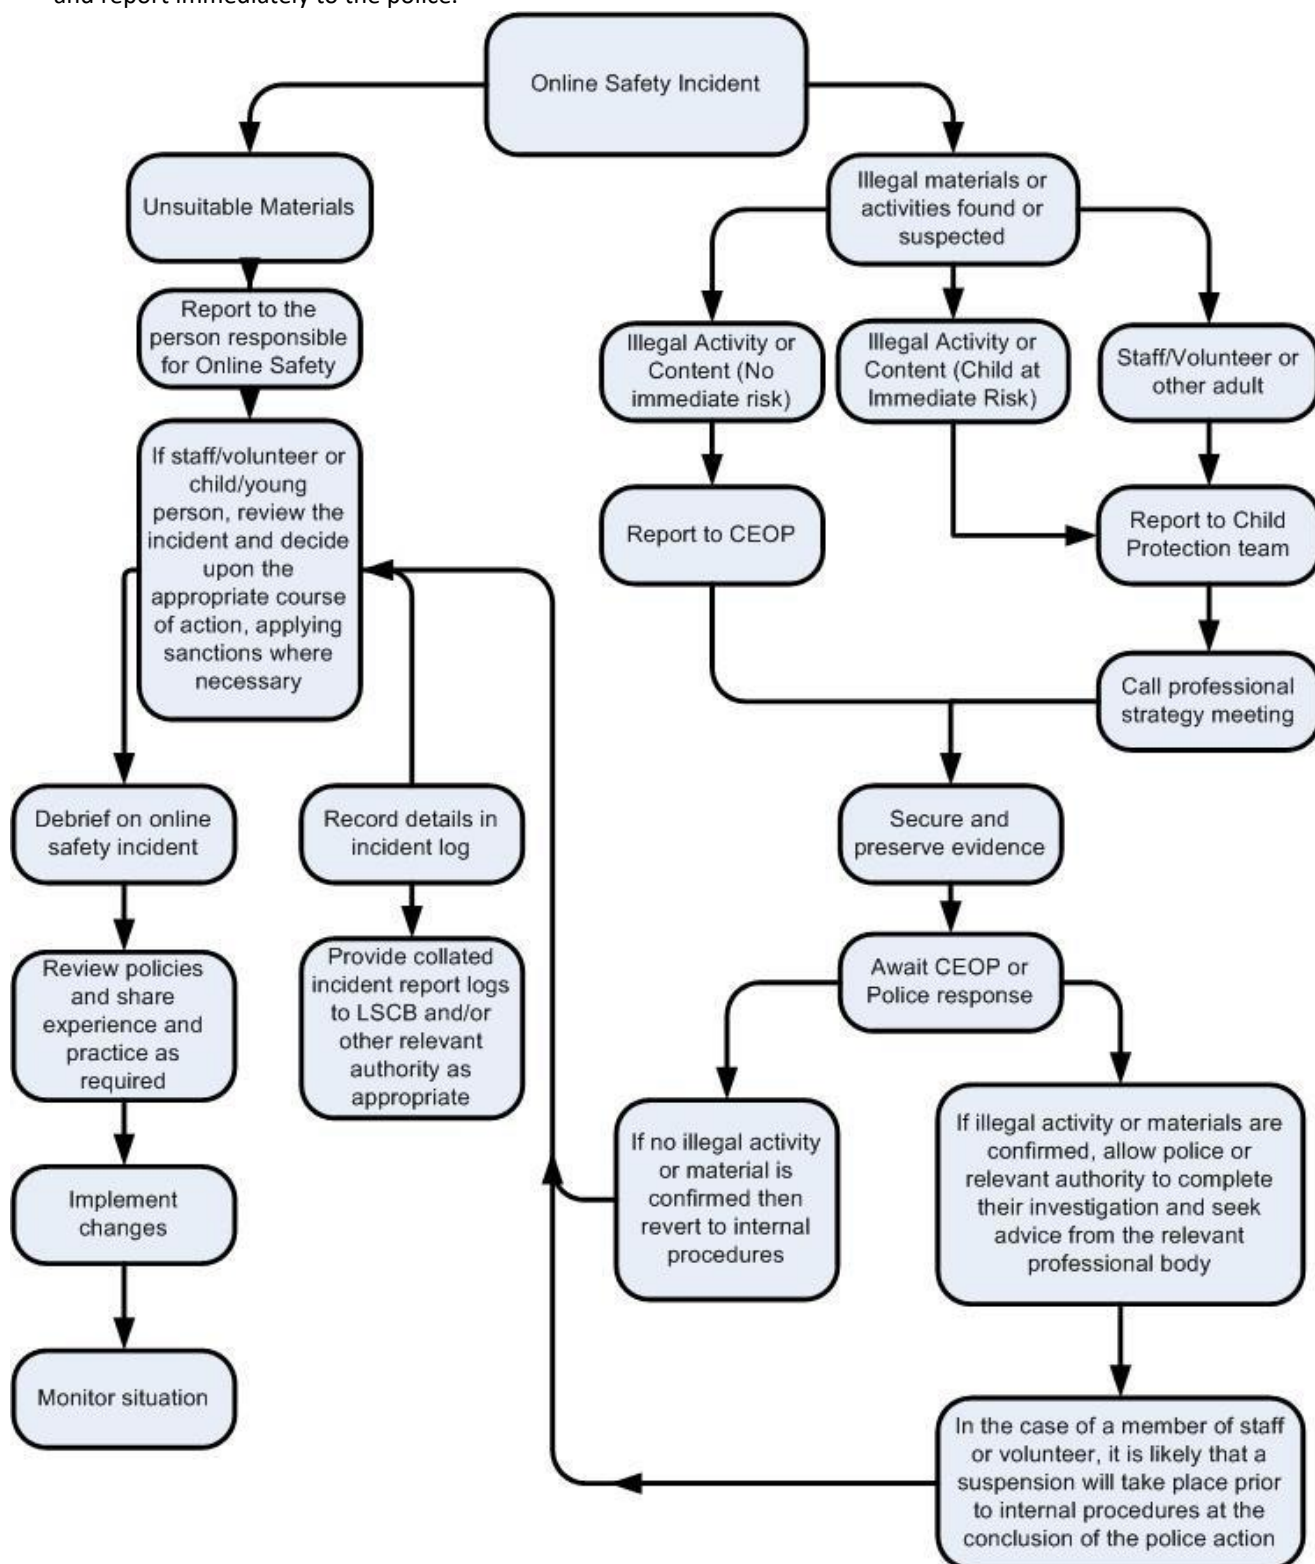 and report immediately to the police.
Online Safety Incident
Unsuitable Materials
Illegal materials or
activities found or
suspected
Report to the
person responsible
for Online Safety
Illegal Activity or
Content (No
immediate risk)
Illegal Activity or
Content (Child at
Immediate Risk)
Staff/Volunteer or
other adult
If staff/volunteer or
child/young
person, review the
incident and decide
upon the
appropriate course
of action, applying
sanctions where
necessary
Report to CEOP
Report to Child
Protection team
Call professional
strategy meeting
Debrief on online
safety incident
Record details in
incident log
Secure and
preserve evidence
Review policies
and share
experience and
practice as
required
Provide collated
incident report logs
to LSCB and/or
other relevant
authority as
appropriate
Await CEOP or
Police response
If no illegal activity
or material is
confirmed then
revert to internal
procedures
If illegal activity or materials are
confirmed, allow police or
relevant authority to complete
their investigation and seek
advice from the relevant
professional body
Implement
changes
Monitor situation
In the case of a member of staff
or volunteer, it is likely that a
suspension will take place prior
to internal procedures at the
conclusion of the police action